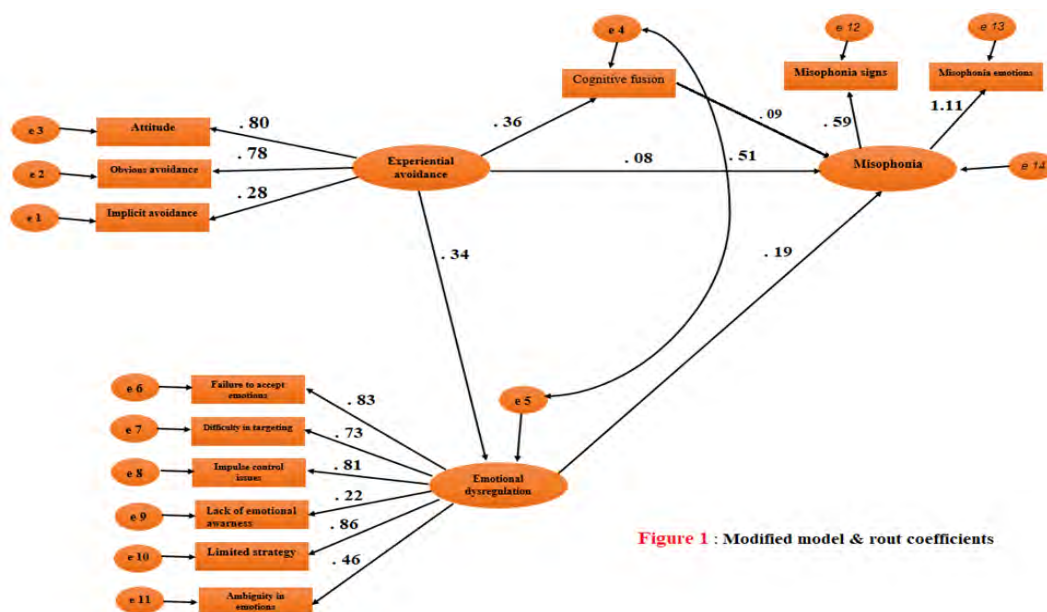 e 4
e 12
e 13
Cognitive fusion
Misophonia signs
Misophonia emotions
e 3
Attitude
. 80
. 36
. 09
. 59
1.11
e 2
Obvious avoidance
. 78
Experiential
avoidance
. 08
. 51
Misophonia
e 14
e 1
Implicit avoidance
. 28
. 34
. 19
e 6
Failure to accept
emotions
. 83
e 5
e 7
Difficulty in targeting
. 73
e 8
Impulse control
issues
. 81
Emotional
dysregulation
e 9
Lack of emotional
awarness
. 22
e 10
Limited strategy
. 86
Figure 1 : Modified model & rout coefficients
. 46
e 11
Ambiguity in
emotions